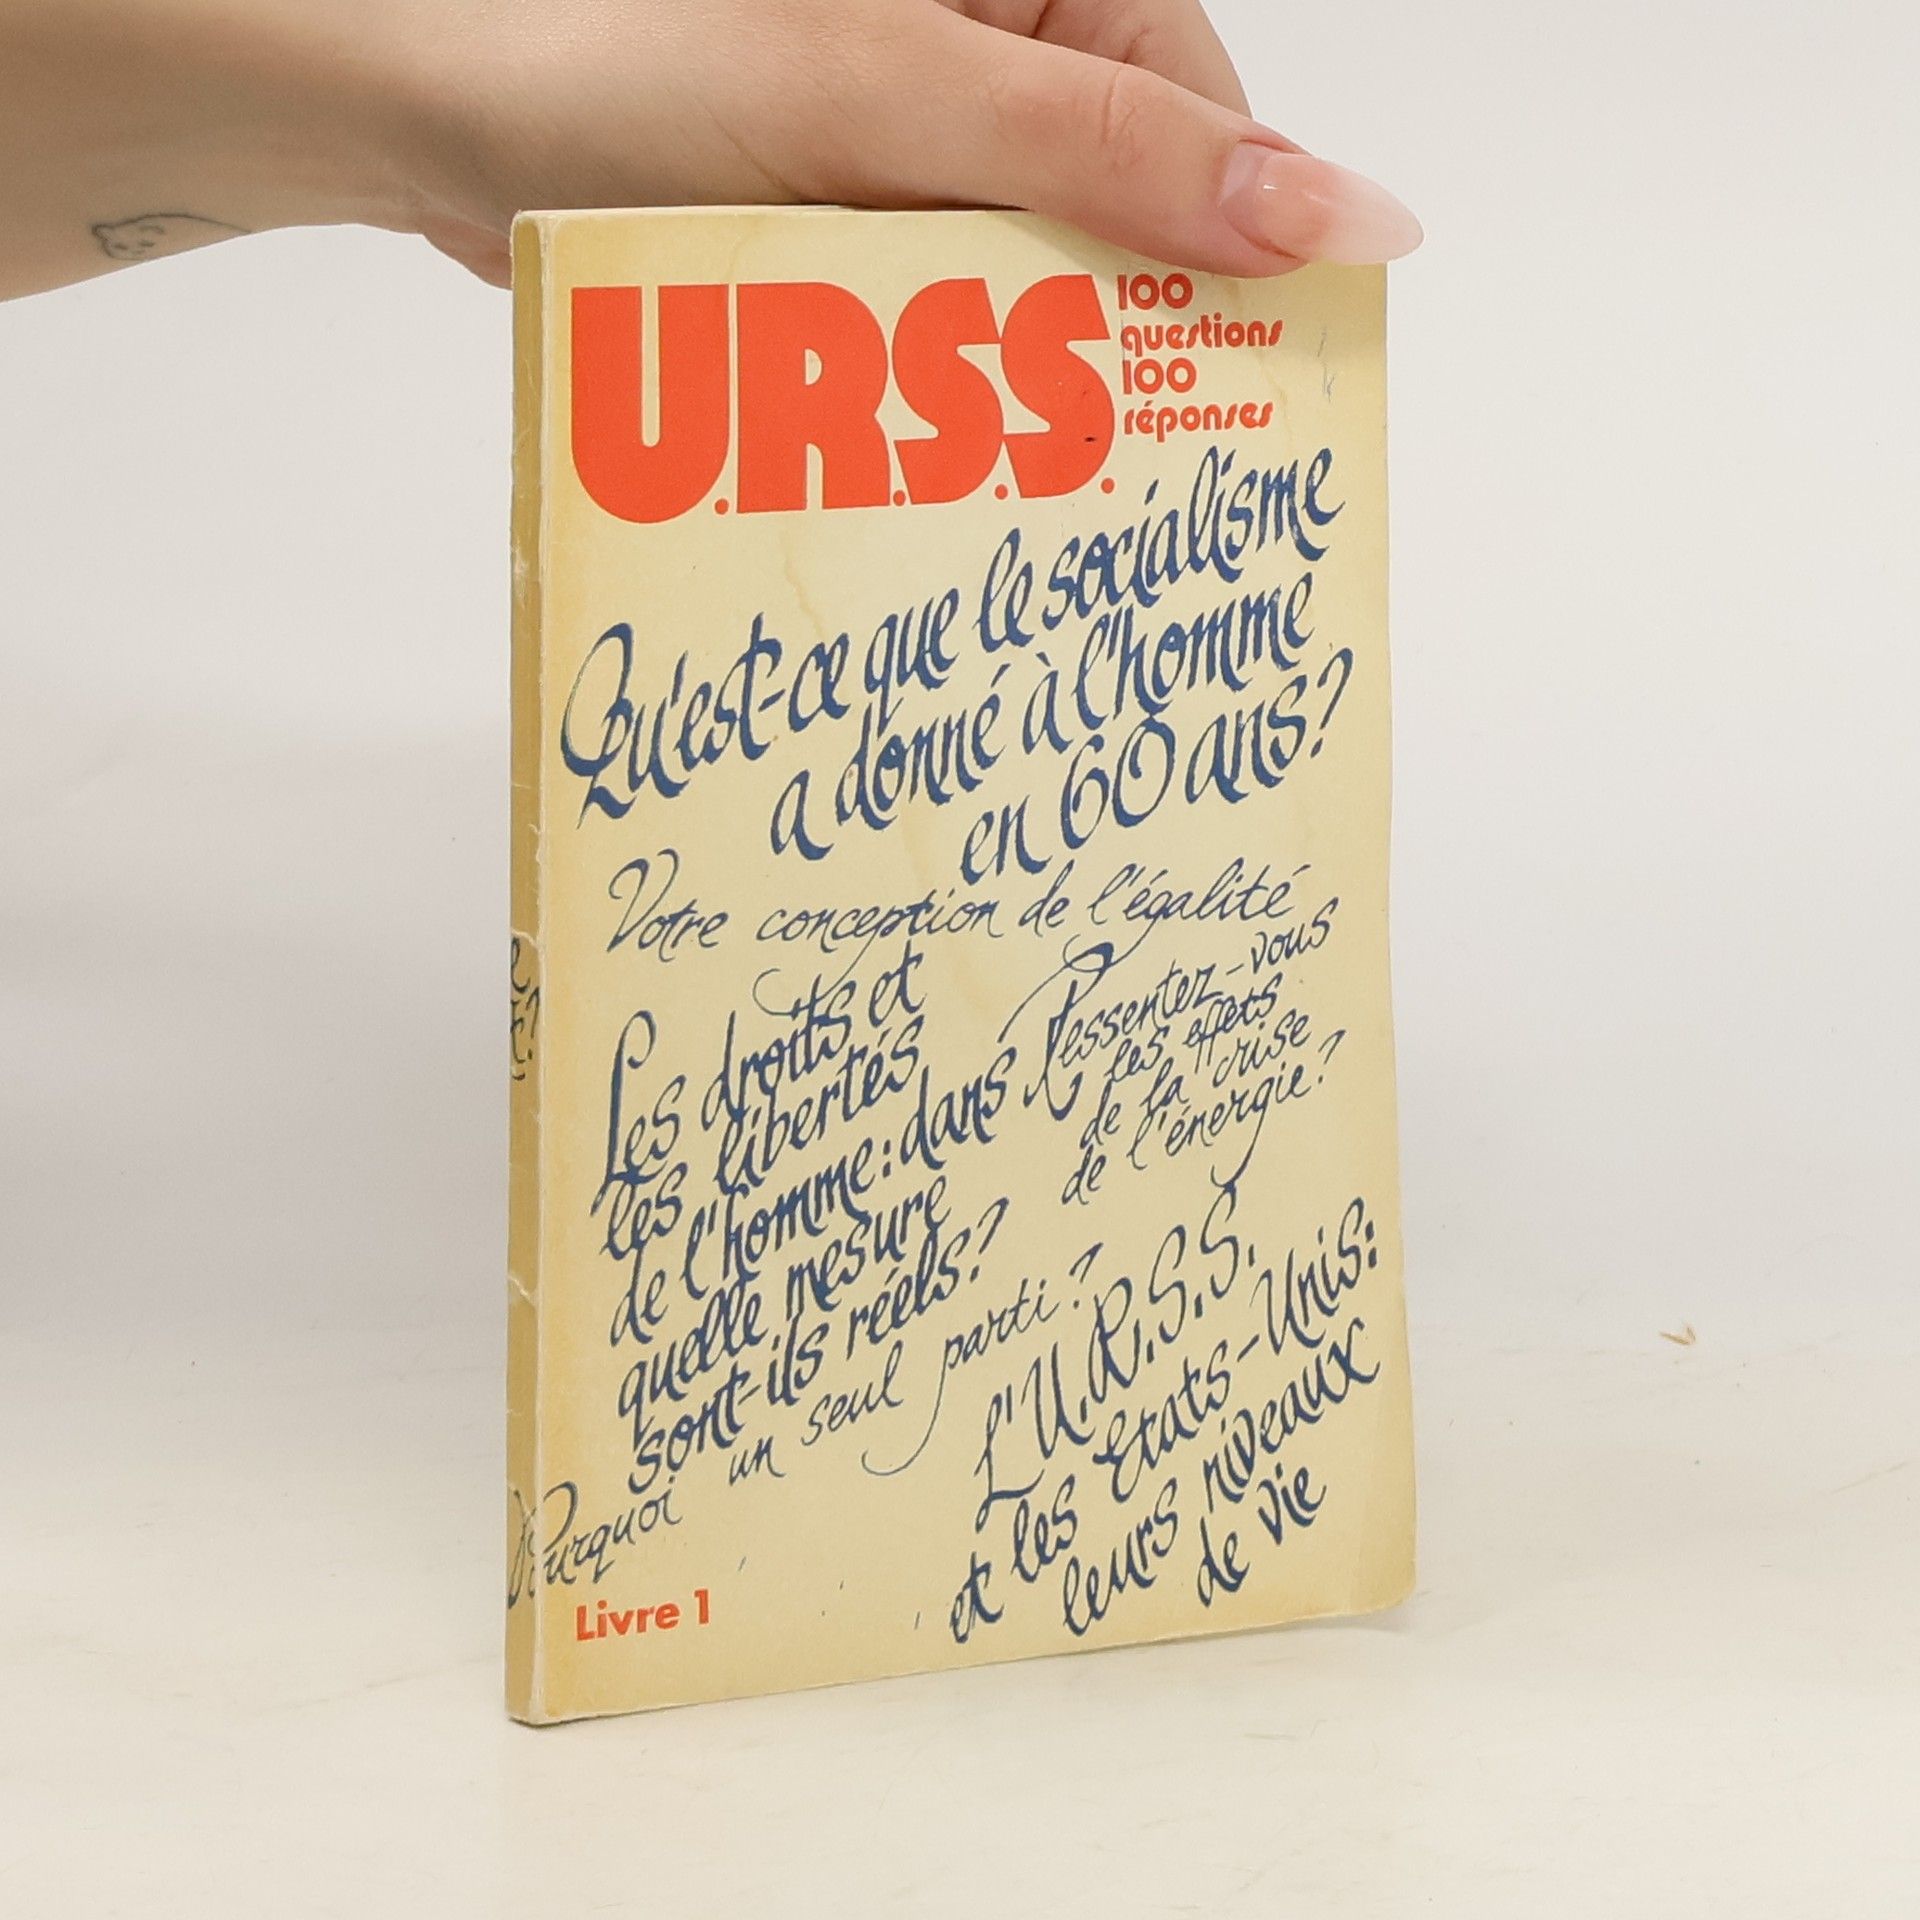 U.R.S.S.
100
questions
100
réponses
Qu'est-ce que le socialisme
a donné à l'homme
en 60 ans?
Votre conception de l'égalité
Les droits et
les libertés
de l'homme: dans
quelle mesure
sont-ils réels?
Ressentez-vous
les effets
de la crise
de l'énergie?
Pourquoi un seul parti?
L'U.R.S.S.
et les Etats-Unis:
leurs niveaux
de vie
Livre 1